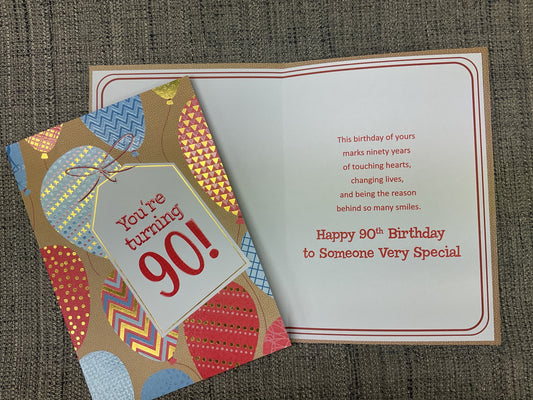 You're
turning
90!
This birthday of yours
marks ninety years
of touching hearts,
changing lives,
and being the reason
behind so many smiles.
Happy 90th Birthday
to Someone Very Special